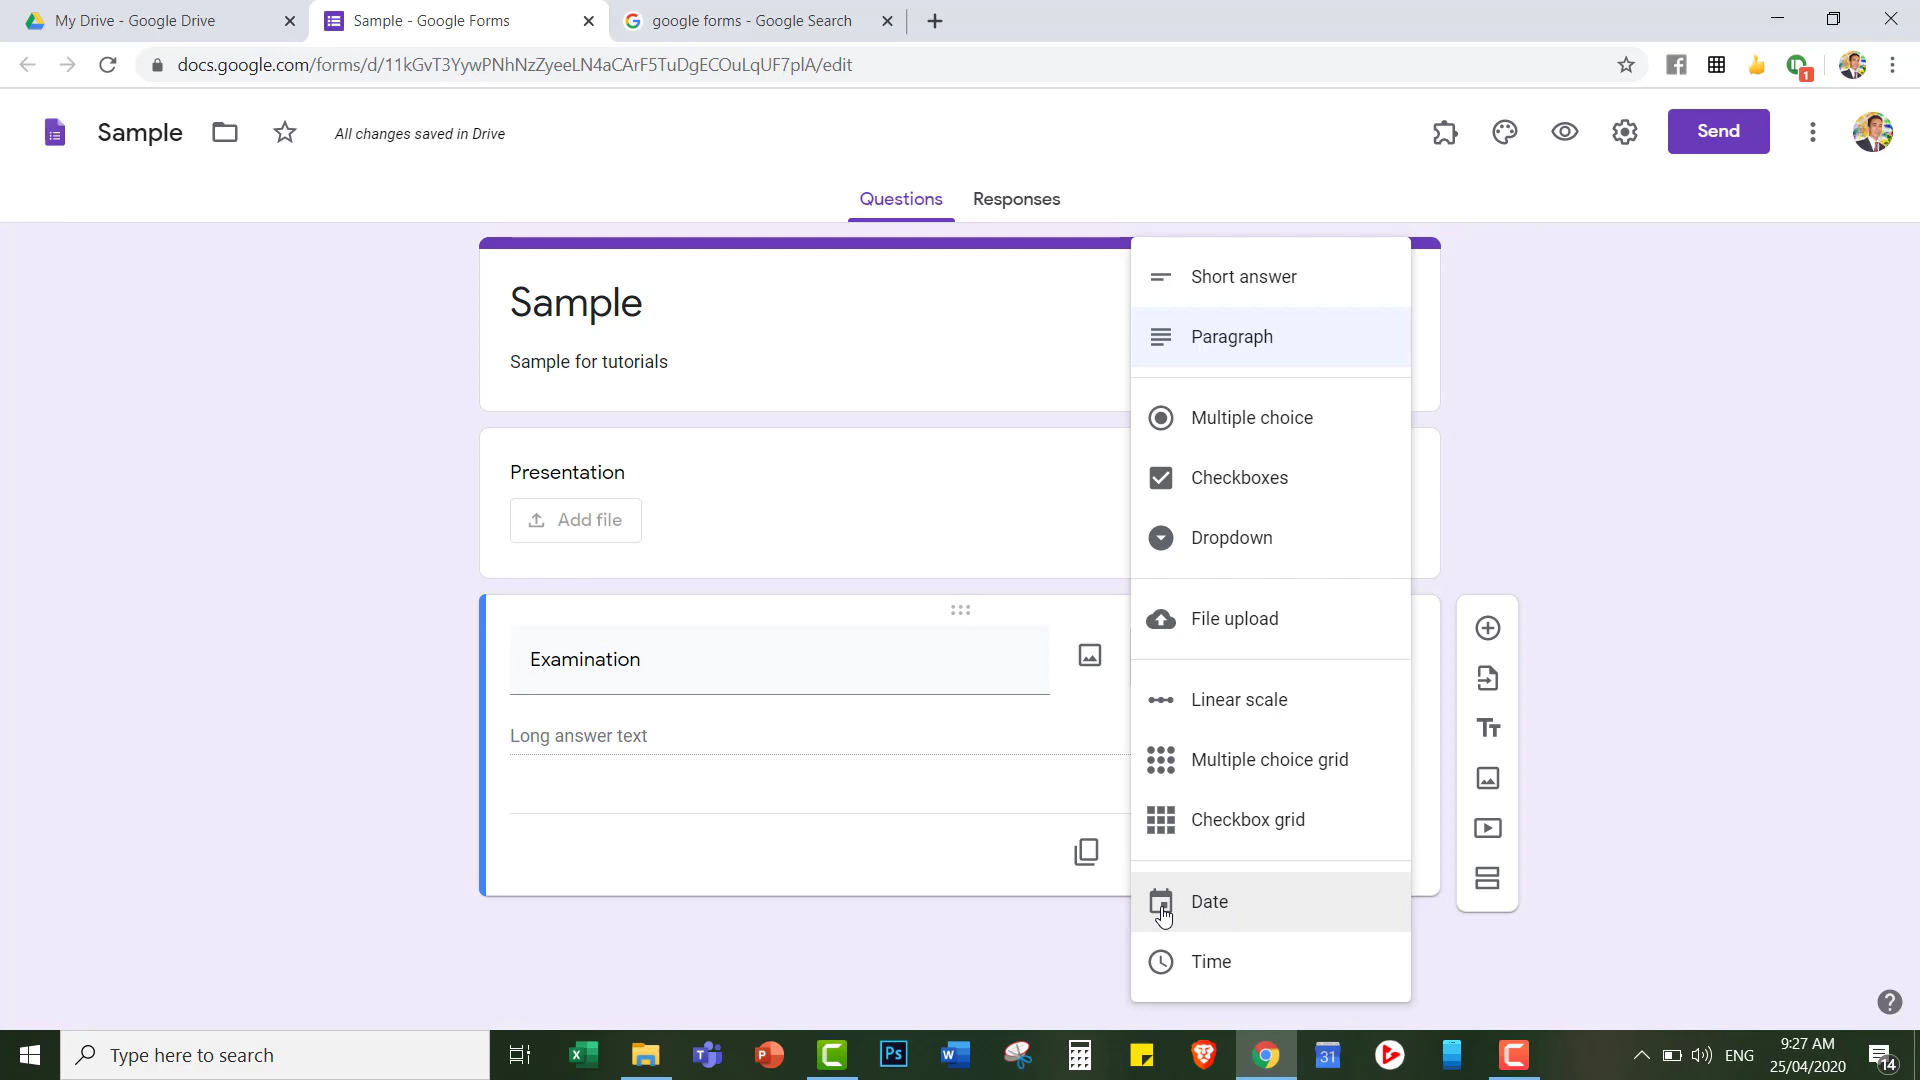 My Drive - Google Drive
Sample - Google Forms
google forms - Google Search
docs.google.com/forms/d/11kGvT3YywPNhNzZyeeLN4aCArF5TuDgECOuLqUF7plA/edit
1
Sample
All changes saved in Drive
Send
Questions
Responses
Sample
Sample for tutorials
Presentation
Add file
Examination
Long answer text
Short answer
Paragraph
Multiple choice
Checkboxes
Dropdown
File upload
Linear scale
Multiple choice grid
Checkbox grid
Date
Time
Type here to search
31
ENG
9:27 AM
25/04/2020
14